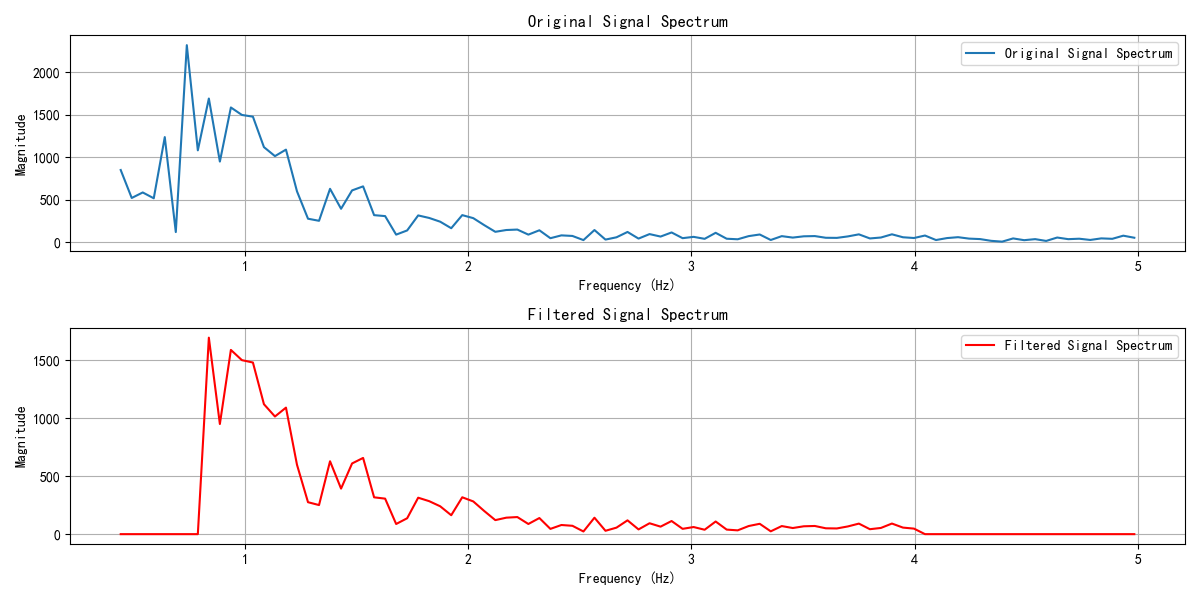 Original Signal Spectrum
Original Signal Spectrum
Magnitude
2000
1500
1000
500
0
1 2 3 4 5
Frequency (Hz)
Filtered Signal Spectrum
Filtered Signal Spectrum
Magnitude
1500
1000
500
0
1 2 3 4 5
Frequency (Hz)